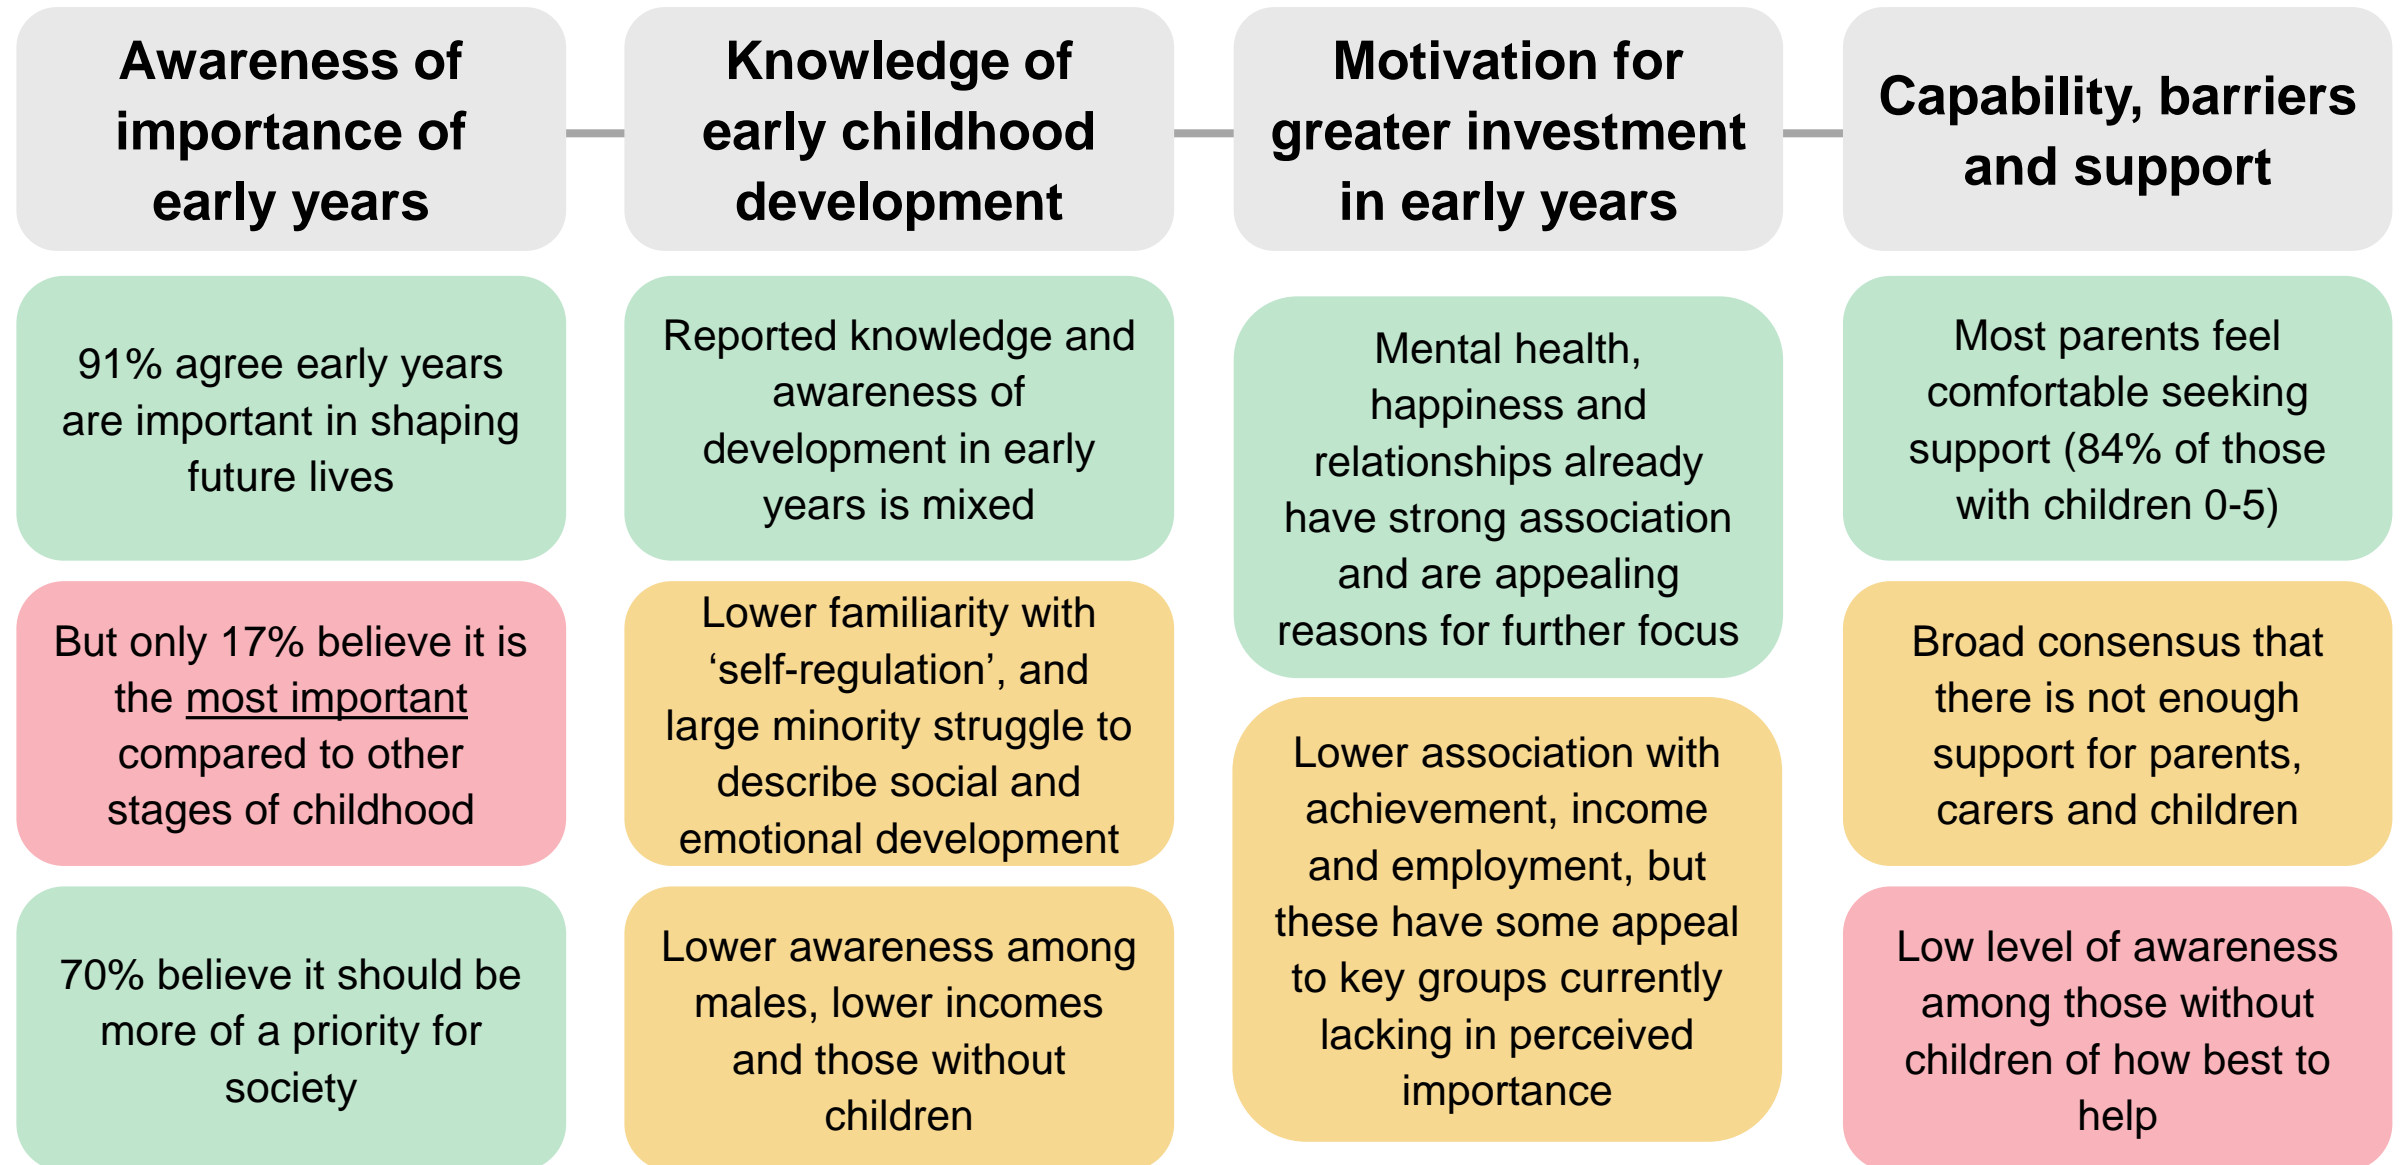 Awareness of
importance of
early years
91% agree early years
are important in shaping
future lives
But only 17% believe it is
the most important
compared to other
stages of childhood
70% believe it should be
more of a priority for
society
Knowledge of
early childhood
development
Reported knowledge and
awareness of
development in early
years is mixed
Lower familiarity with
‘self-regulation’, and
large minority struggle to
describe social and
emotional development
Lower awareness among
males, lower incomes
and those without
children
Motivation for
greater investment
in early years
Mental health,
happiness and
relationships already
have strong association
and are appealing
reasons for further focus
Lower association with
achievement, income
and employment, but
these have some appeal
to key groups currently
lacking in perceived
importance
Capability, barriers
and support
Most parents feel
comfortable seeking
support (84% of those
with children 0-5)
Broad consensus that
there is not enough
support for parents,
carers and children
Low level of awareness
among those without
children of how best to
help